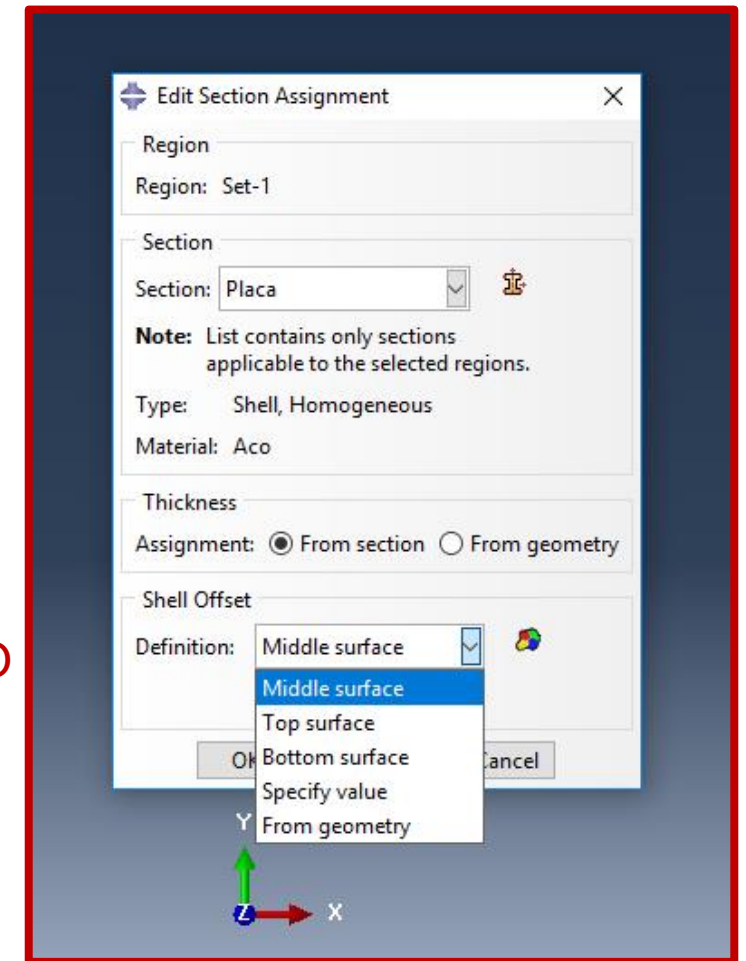 Edit Section Assignment
Region
Region: Set-1
Section
Section: Placa
Note: List contains only sections
applicable to the selected regions.
Type: Shell, Homogeneous
Material: Aco
Thickness
Assignment: From section From geometry
Shell Offset
Definition: Middle surface
Middle surface
Top surface
Bottom surface
Specify value
From geometry
Y
Z
X